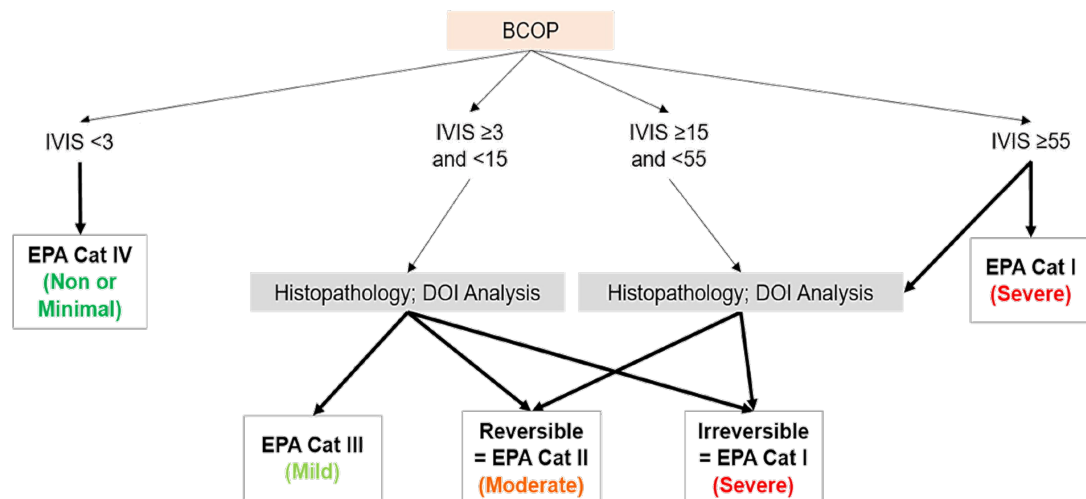 BCOP
IVIS <3
IVIS ≥3
and <15
IVIS ≥15
and <55
IVIS ≥55
EPA Cat IV
(Non or
Minimal)
Histopathology; DOI Analysis
Histopathology; DOI Analysis
EPA Cat I
(Severe)
EPA Cat III
(Mild)
Reversible
= EPA Cat II
(Moderate)
Irreversible
= EPA Cat I
(Severe)